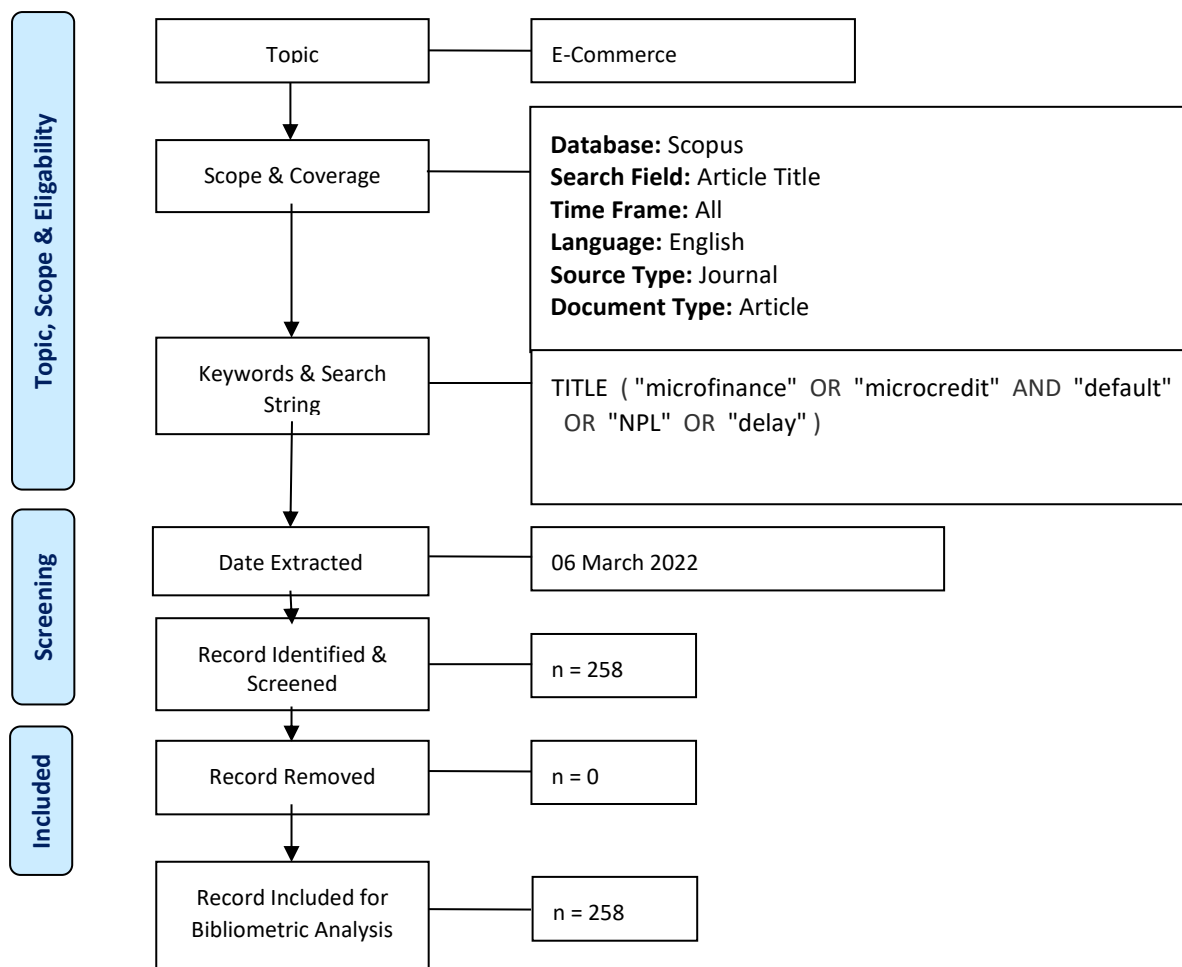 Topic, Scope & Eligability
Topic
E-Commerce
Scope & Coverage
Database: Scopus
Search Field: Article Title
Time Frame: All
Language: English
Source Type: Journal
Document Type: Article
Keywords & Search
String
TITLE ( "microfinance" OR "microcredit" AND "default"
OR "NPL" OR "delay" )
Screening
Date Extracted
06 March 2022
Record Identified &
Screened
n = 258
Included
Record Removed
n = 0
Record Included for
Bibliometric Analysis
n = 258